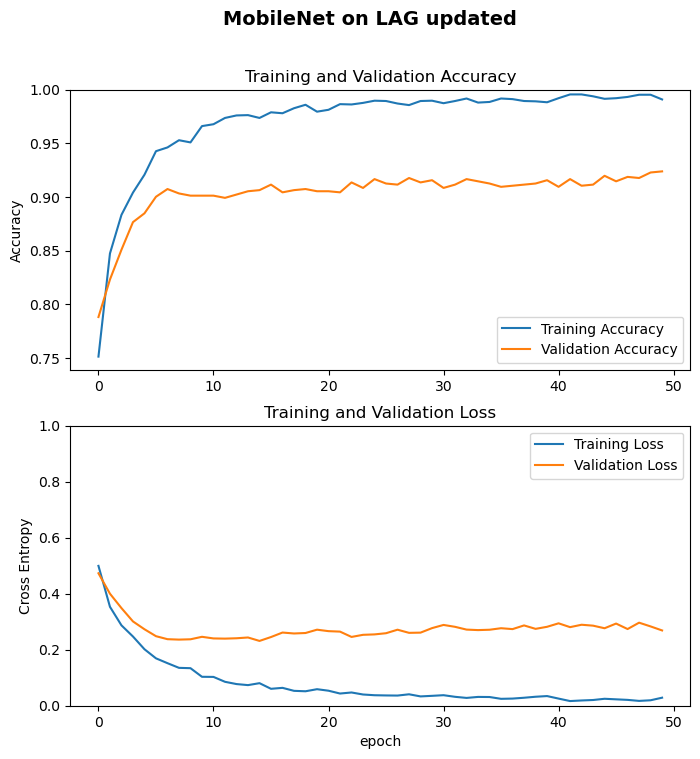 MobileNet on LAG updated
Training and Validation Accuracy
1.00
0.95
0.90
0.85
0.80
0.75
Accuracy
Training Accuracy
Validation Accuracy
0 10 20 30 40 50
Training and Validation Loss
1.0
0.8
0.6
0.4
0.2
0.0
Cross Entropy
Training Loss
Validation Loss
0 10 20 30 40 50
epoch